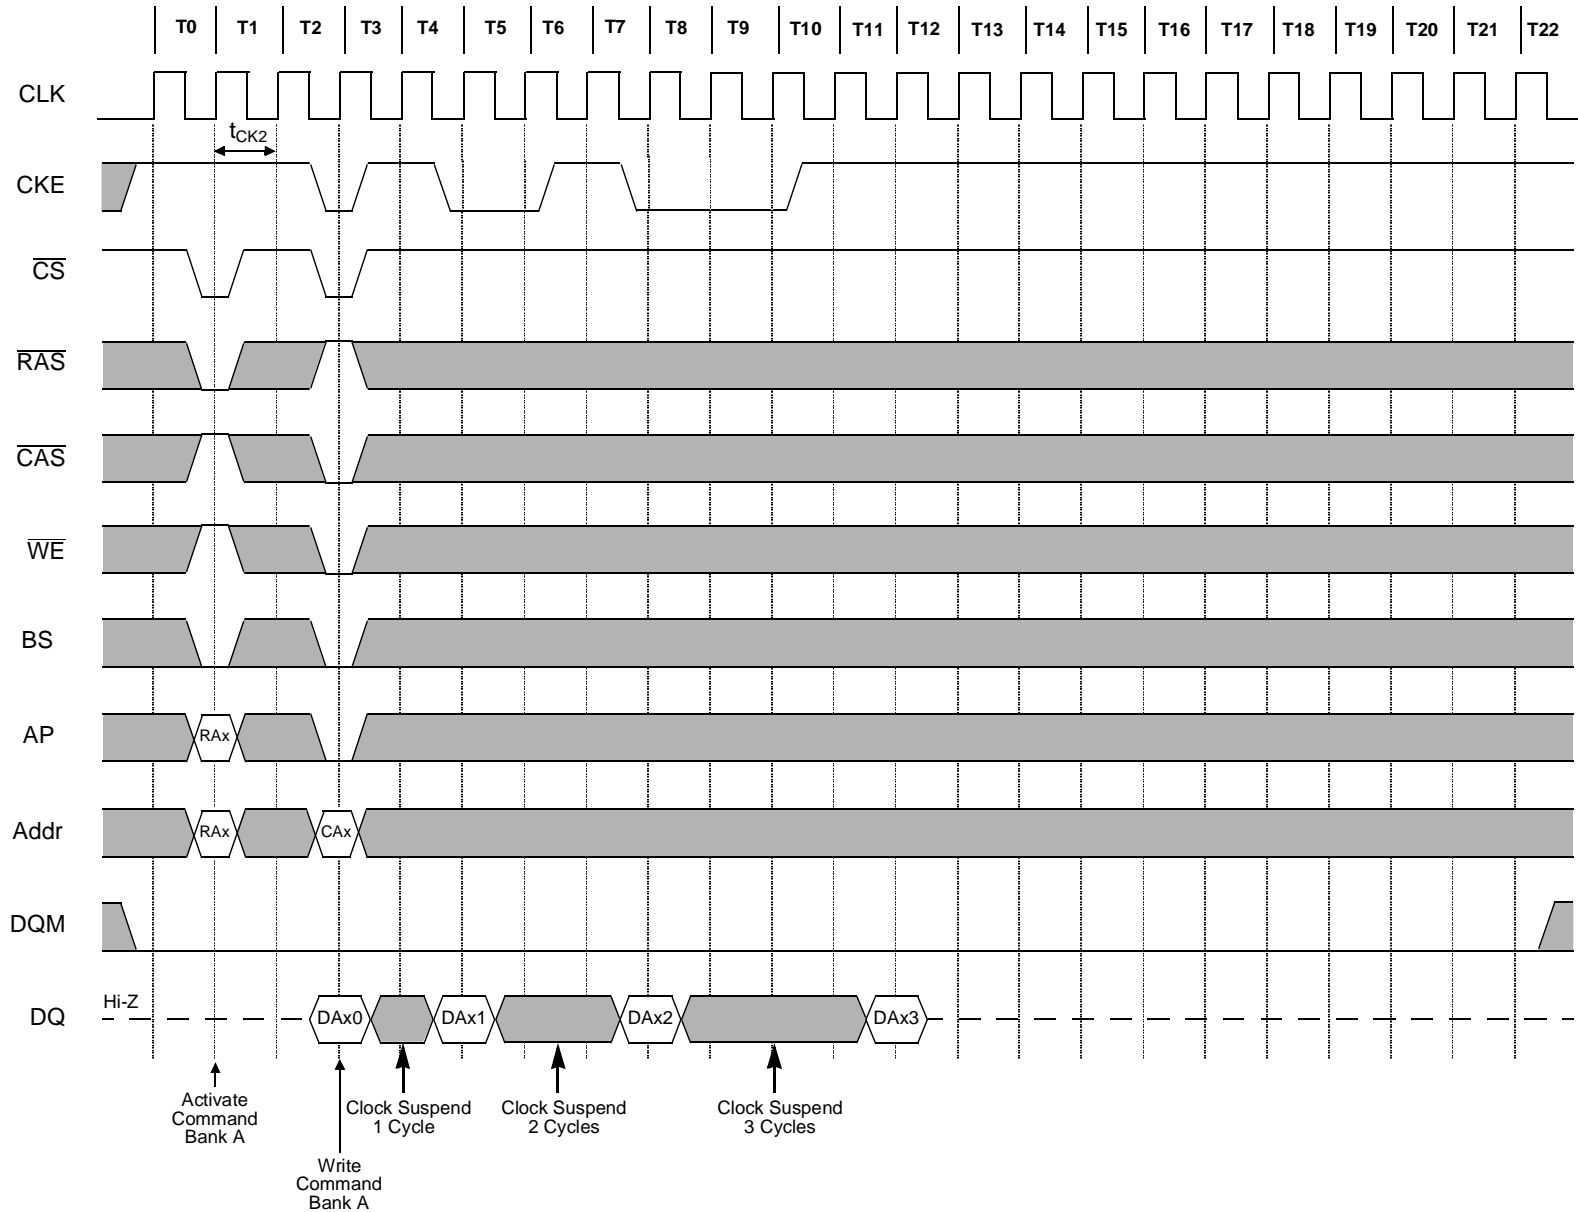 T0 T1 T2 T3 T4 T5 T6 T7 T8 T9 T10 T11 T12 T13 T14 T15 T16 T17 T18 T19 T20 T21 T22
CLK
tCK2
CKE
CS
RAS
CAS
WE
BS
AP
RAx
Addr
RAx CAx
DQM
Hi-Z
DQ
DAx0 DAx1 DAx2 DAx3
Activate
Command
Bank A
Write
Command
Bank A
Clock Suspend
1 Cycle
Clock Suspend
2 Cycles
Clock Suspend
3 Cycles